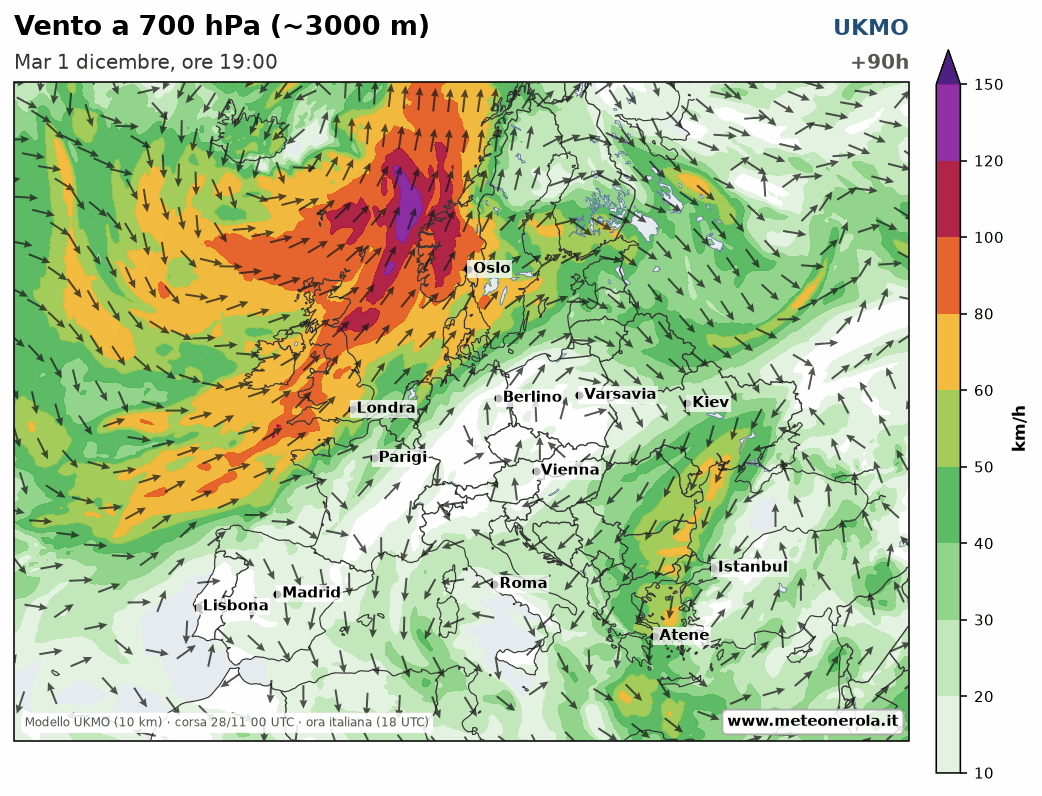 Vento a 700 hPa (~3000 m)
UKMO
Mar 1 dicembre, ore 19:00
+90h
150
120
100
80
60
50
40
30
20
10
km/h
Oslo
Berlino
Varsavia
Kiev
Londra
Parigi
Vienna
Istanbul
Roma
Madrid
Lisbona
Atene
Modello UKMO (10 km) · corsa 28/11 00 UTC · ora italiana (18 UTC)
www.meteonerola.it